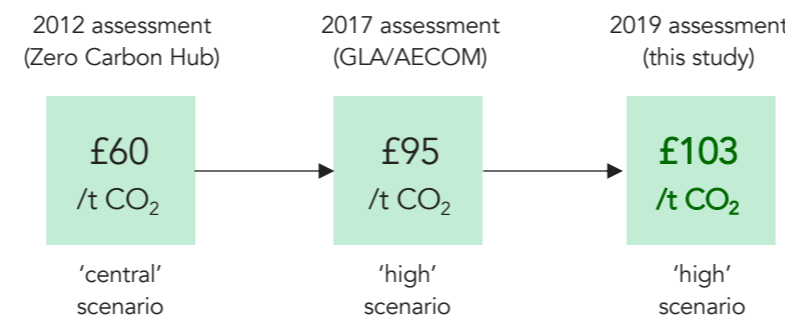 2012 assessment
(Zero Carbon Hub)
£60
/t CO₂
'central'
scenario
2017 assessment
(GLA/AECOM)
£95
/t CO₂
'high'
scenario
2019 assessment
(this study)
£103
/t CO₂
'high'
scenario